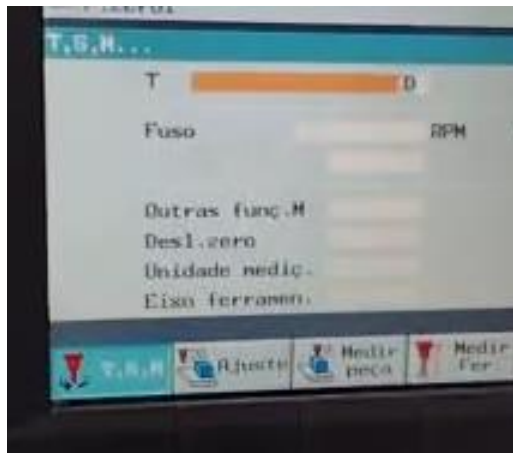 T,S,M...
T D
Fuso RPM
Outras funç.M
Desl.zero
Unidade mediç.
Eixo ferramen.
T,S,M Ajuste Medir peça Medir Fer